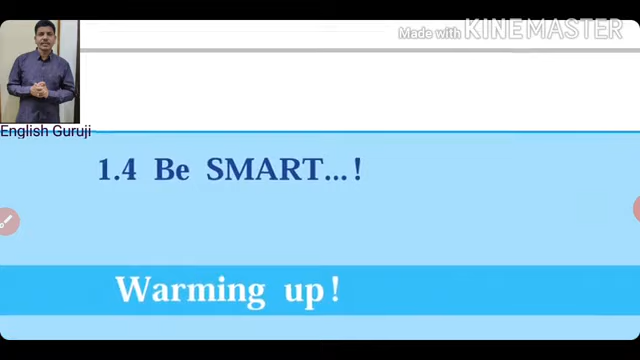 Made with KINEMASTER
English Guruji
1.4 Be SMART...!
Warming up!